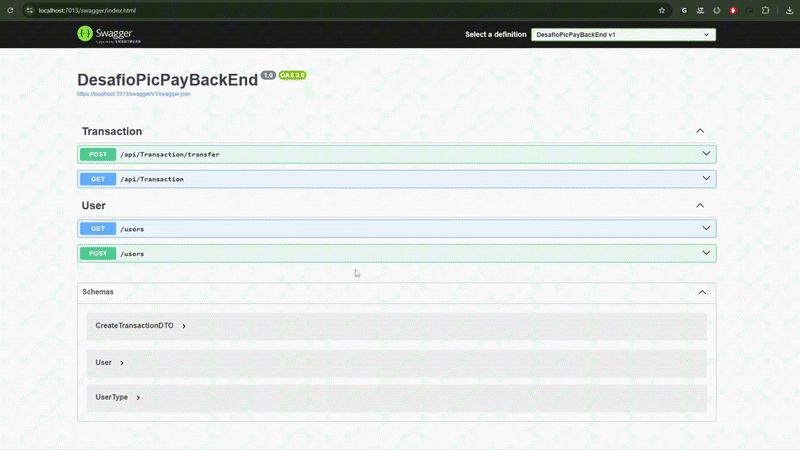 localhost:7013/swagger/index.html
Swagger.
Supported by SMARTBEAR
Select a definition
DesafioPicPayBackEnd v1
DesafioPicPayBackEnd 1.0 OAS 3.0
https://localhost:7013/swagger/v1/swagger.json
Transaction
POST /api/Transaction/transfer
GET /api/Transaction
User
GET /users
POST /users
Schemas
CreateTransactionDTO
User
UserType